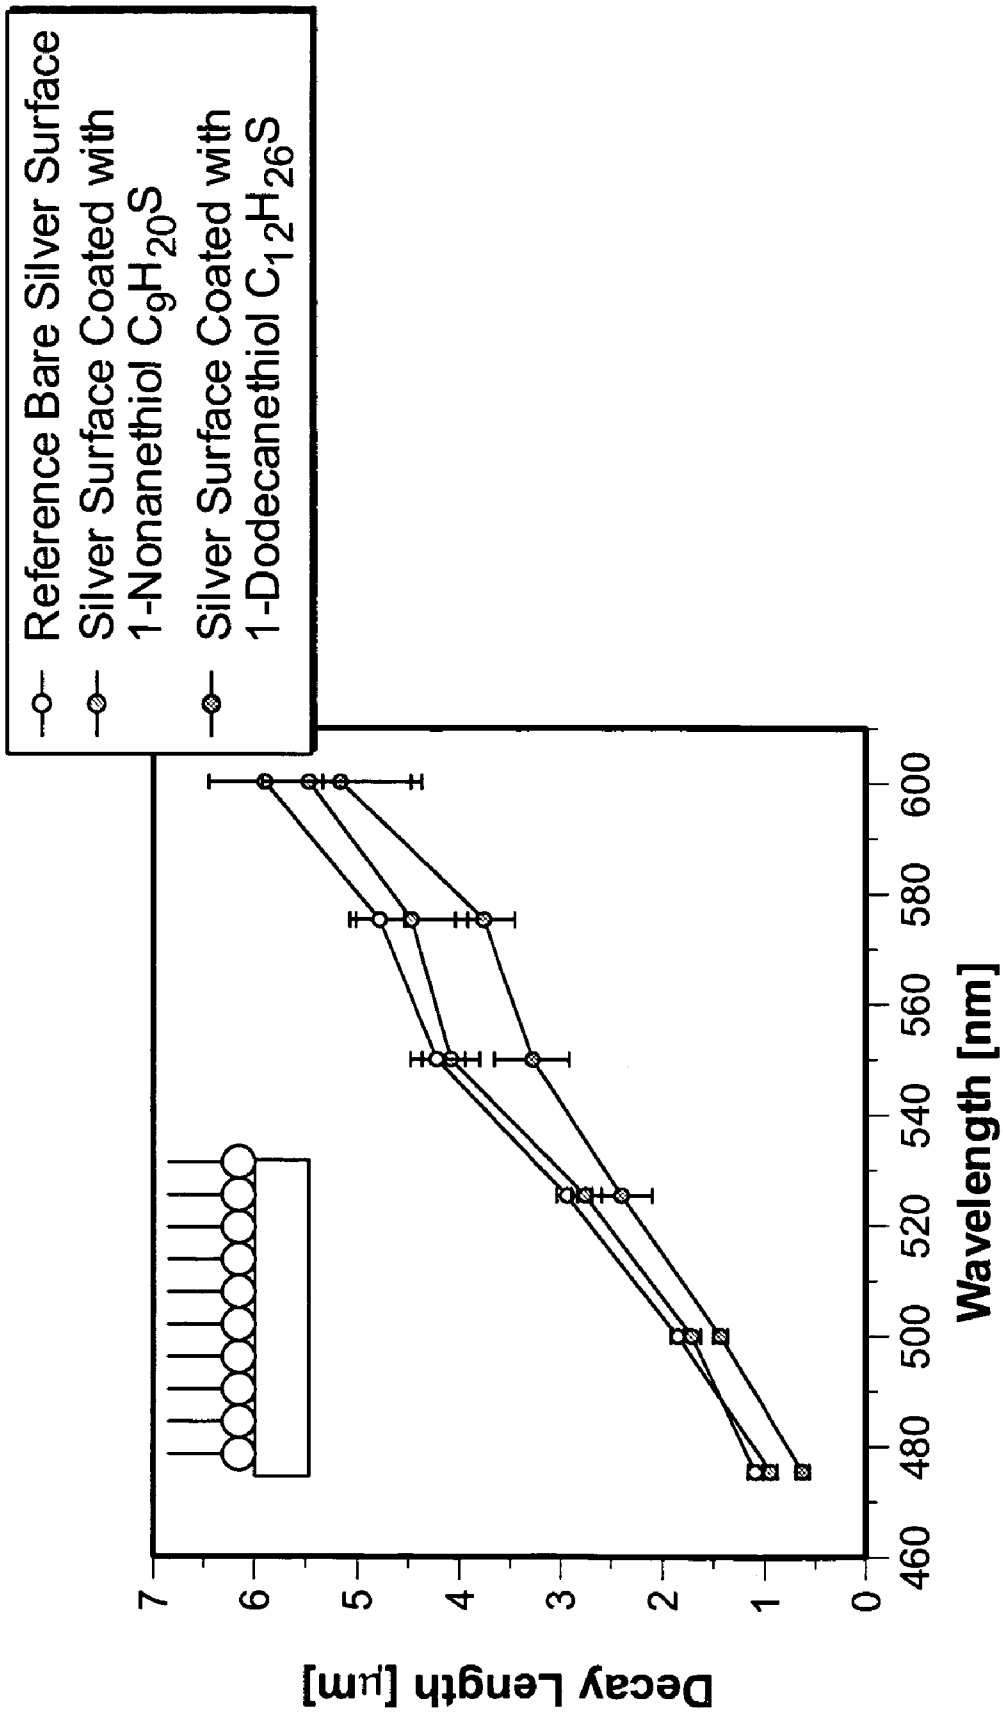 Reference Bare Silver Surface
Silver Surface Coated with
1-Nonanethiol C9H20S
Silver Surface Coated with
1-Dodecanethiol C12H26S
7
6
5
4
3
2
1
0
Decay Length [μm]
460 480 500 520 540 560 580 600
Wavelength [nm]